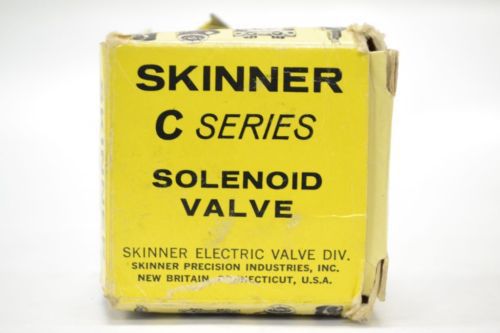 SKINNER
C SERIES
SOLENOID
VALVE
SKINNER ELECTRIC VALVE DIV.
SKINNER PRECISION INDUSTRIES, INC.
NEW BRITAIN, CONNECTICUT, U.S.A.